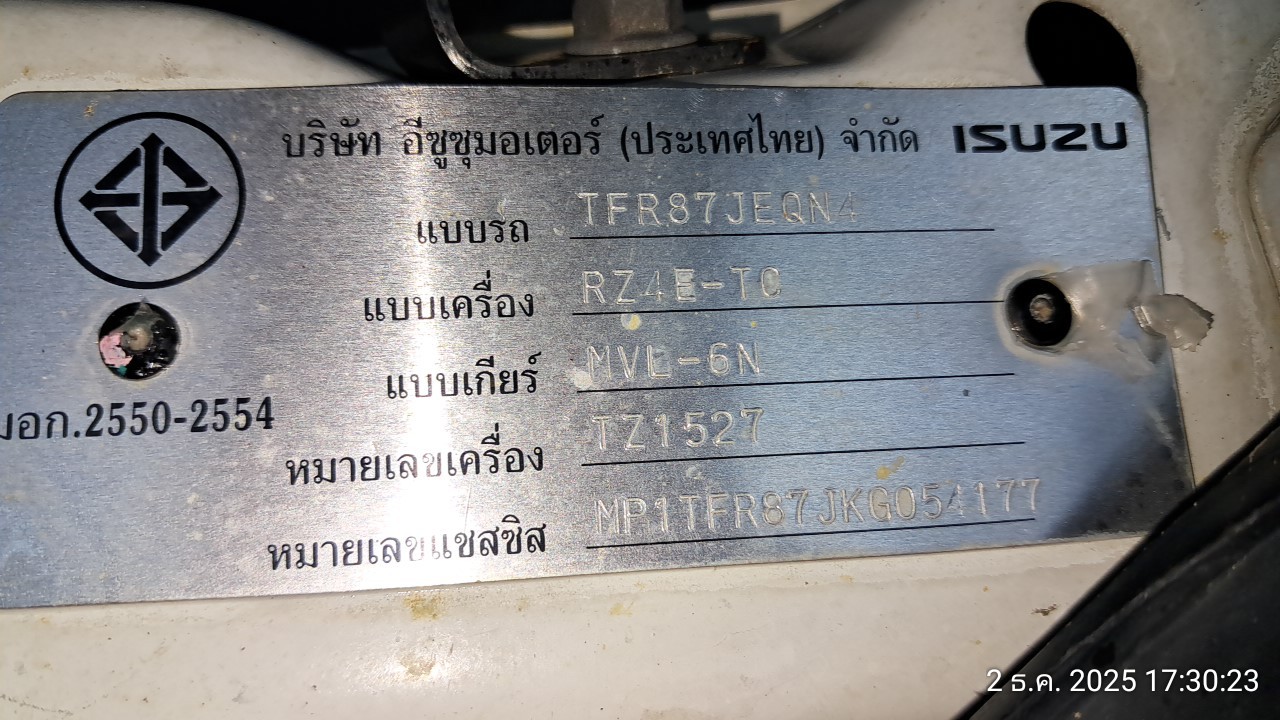 บริษัท อีซูซุมอเตอร์ (ประเทศไทย) จำกัด ISUZU
แบบรถ TFR87JEQN4
แบบเครื่อง RZ4E-TC
แบบเกียร์ MVL-6N
มอก.2550-2554
หมายเลขเครื่อง TZ1527
หมายเลขแชสซิส MP1TFR87JKG054177
2 ธ.ค. 2025 17:30:23